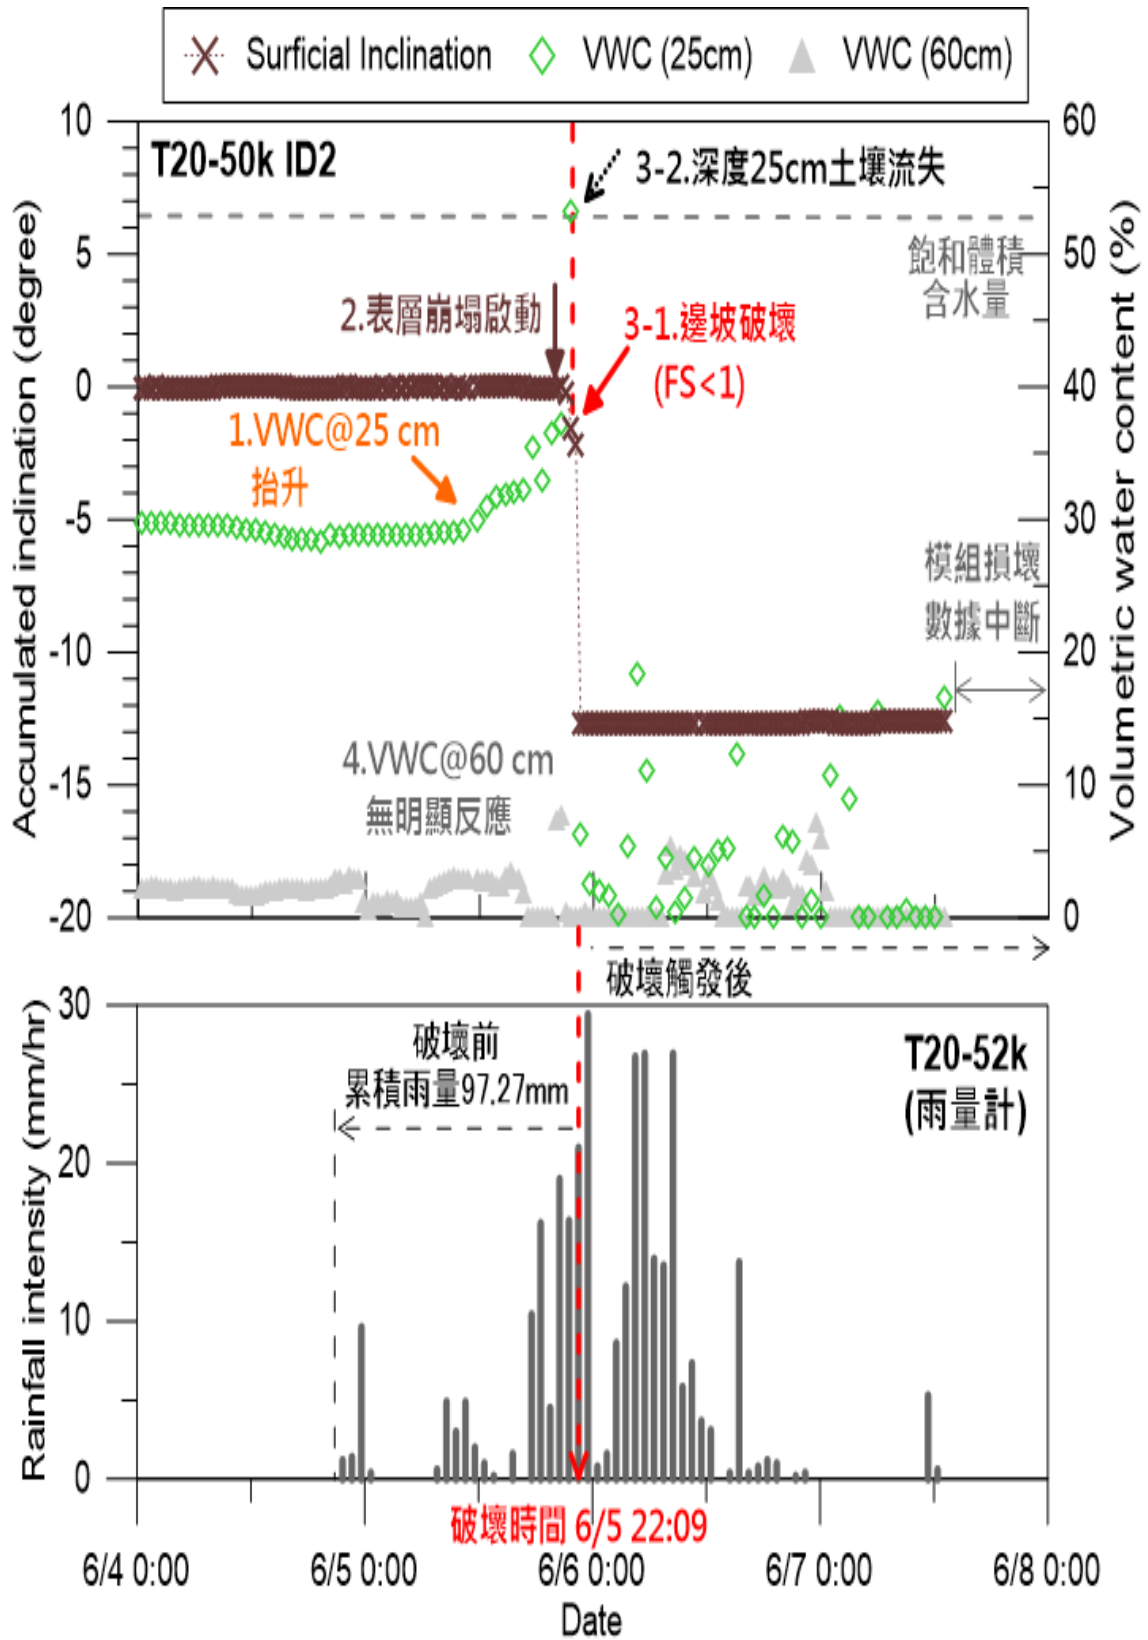 Surficial Inclination VWC (25cm) VWC (60cm)
10 60
T20-50k ID2
3-2.深度25cm土壤流失
5 50
飽和體積
含水量
2.表層崩塌啟動
3-1.邊坡破壞
(FS<1)
0 40
1.VWC@25 cm
抬升
-5 30
模組損壞
數據中斷
-10 20
4.VWC@60 cm
無明顯反應
-15 10
-20 0
Accumulated inclination (degree)
Volumetric water content (%)
破壞觸發後
30
破壞前
累積雨量97.27mm
T20-52k
(雨量計)
20
10
0
Rainfall intensity (mm/hr)
破壞時間 6/5 22:09
6/4 0:00 6/5 0:00 6/6 0:00 6/7 0:00 6/8 0:00
Date